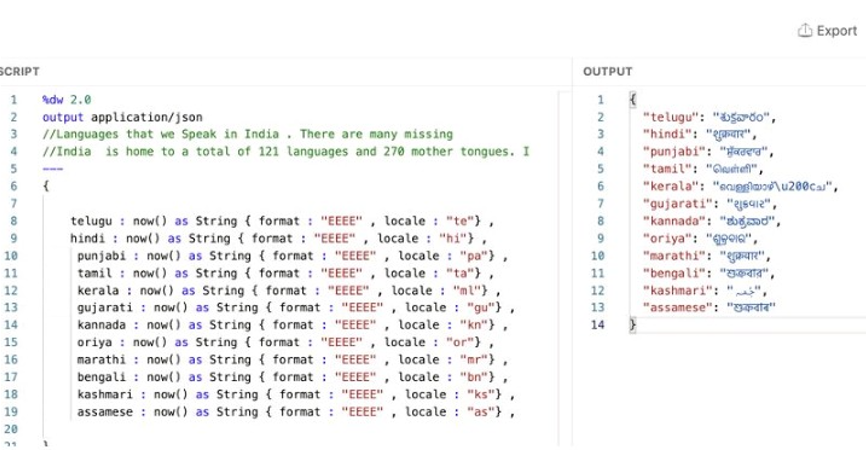 Export
SCRIPT
1 %dw 2.0
2 output application/json
3 //Languages that we Speak in India . There are many missing
4 //India  is home to a total of 121 languages and 270 mother tongues. I
5 ---
6 {
7
8 telugu : now() as String { format : "EEEE" , locale : "te"} ,
9 hindi : now() as String { format : "EEEE" , locale : "hi"} ,
10 punjabi : now() as String { format : "EEEE" , locale : "pa"} ,
11 tamil : now() as String { format : "EEEE" , locale : "ta"} ,
12 kerala : now() as String { format : "EEEE" , locale : "ml"} ,
13 gujarati : now() as String { format : "EEEE" , locale : "gu"} ,
14 kannada : now() as String { format : "EEEE" , locale : "kn"} ,
15 oriya : now() as String { format : "EEEE" , locale : "or"} ,
16 marathi : now() as String { format : "EEEE" , locale : "mr"} ,
17 bengali : now() as String { format : "EEEE" , locale : "bn"} ,
18 kashmari : now() as String { format : "EEEE" , locale : "ks"} ,
19 assamese : now() as String { format : "EEEE" , locale : "as"} ,
20
21 }
OUTPUT
1 {
2 "telugu": "శుక్రవారం",
3 "hindi": "शुक्रवार",
4 "punjabi": "ਸ਼ੁੱਕਰਵਾਰ",
5 "tamil": "வெள்ளி",
6 "kerala": "വെള്ളിയാഴ്\u200cച",
7 "gujarati": "શુક્રવાર",
8 "kannada": "ಶುಕ್ರವಾರ",
9 "oriya": "ଶୁକ୍ରବାର",
10 "marathi": "शुक्रवार",
11 "bengali": "শুক্রবার",
12 "kashmari": "جُمہ",
13 "assamese": "শুক্রবাৰ"
14 }